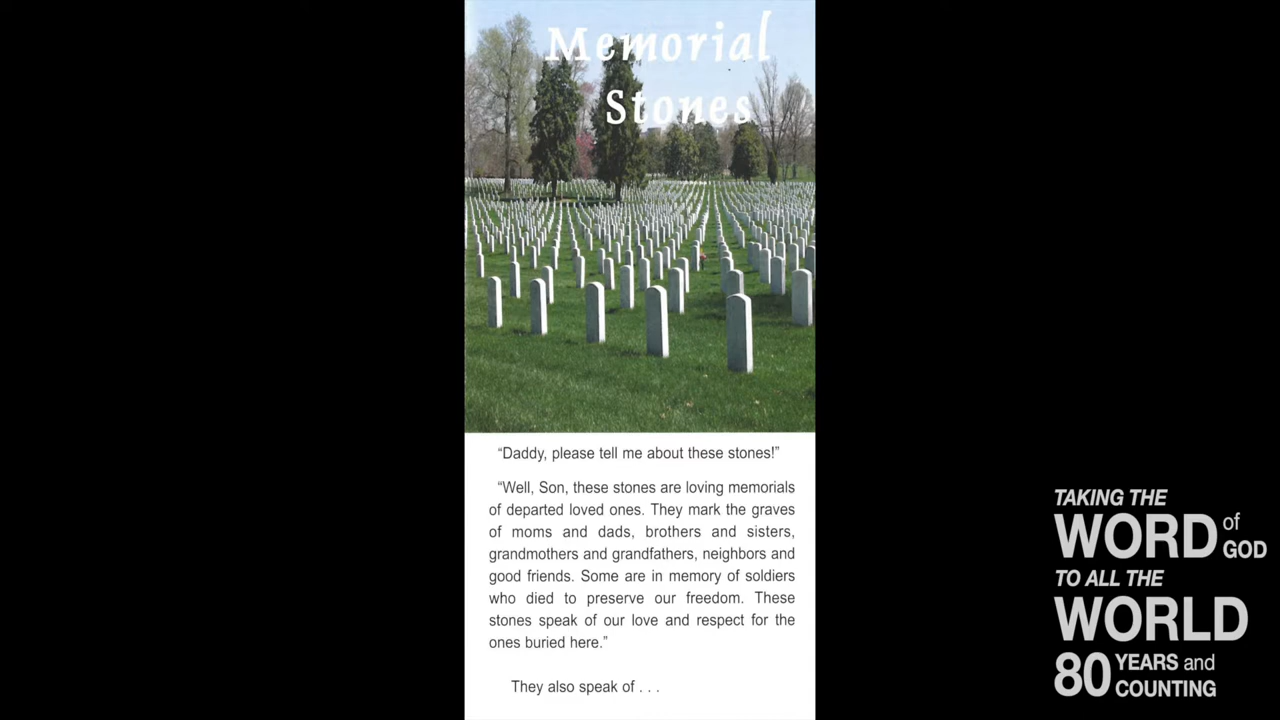 Memorial
Stones
“Daddy, please tell me about these stones!”
“Well, Son, these stones are loving memorials
of departed loved ones. They mark the graves
of moms and dads, brothers and sisters,
grandmothers and grandfathers, neighbors and
good friends. Some are in memory of soldiers
who died to preserve our freedom. These
stones speak of our love and respect for the
ones buried here.”
They also speak of . . .
TAKING THE
WORD of GOD
TO ALL THE
WORLD
80 YEARS and
COUNTING